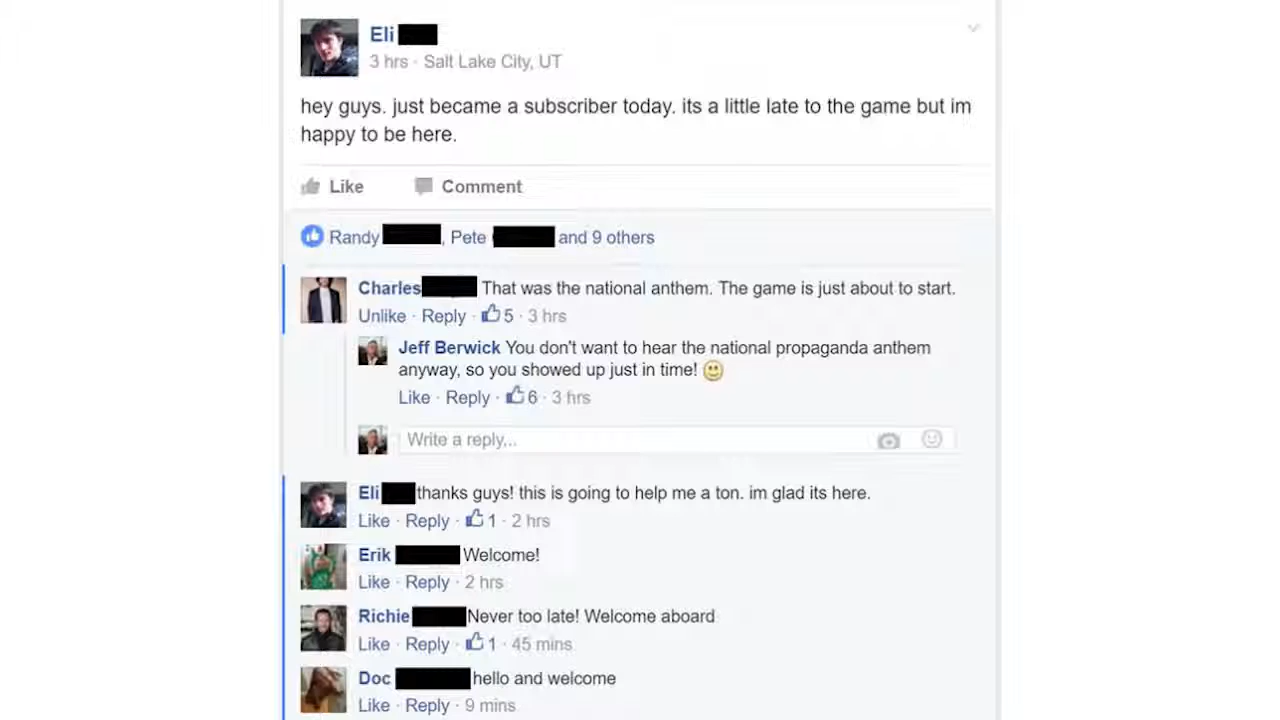 Eli
3 hrs · Salt Lake City, UT
hey guys. just became a subscriber today. its a little late to the game but im
happy to be here.
Like Comment
Randy , Pete and 9 others
Charles That was the national anthem. The game is just about to start.
Unlike · Reply · 5 · 3 hrs
Jeff Berwick You don't want to hear the national propaganda anthem
anyway, so you showed up just in time!
Like · Reply · 6 · 3 hrs
Write a reply...
Eli thanks guys! this is going to help me a ton. im glad its here.
Like · Reply · 1 · 2 hrs
Erik Welcome!
Like · Reply · 2 hrs
Richie Never too late! Welcome aboard
Like · Reply · 1 · 45 mins
Doc hello and welcome
Like · Reply · 9 mins